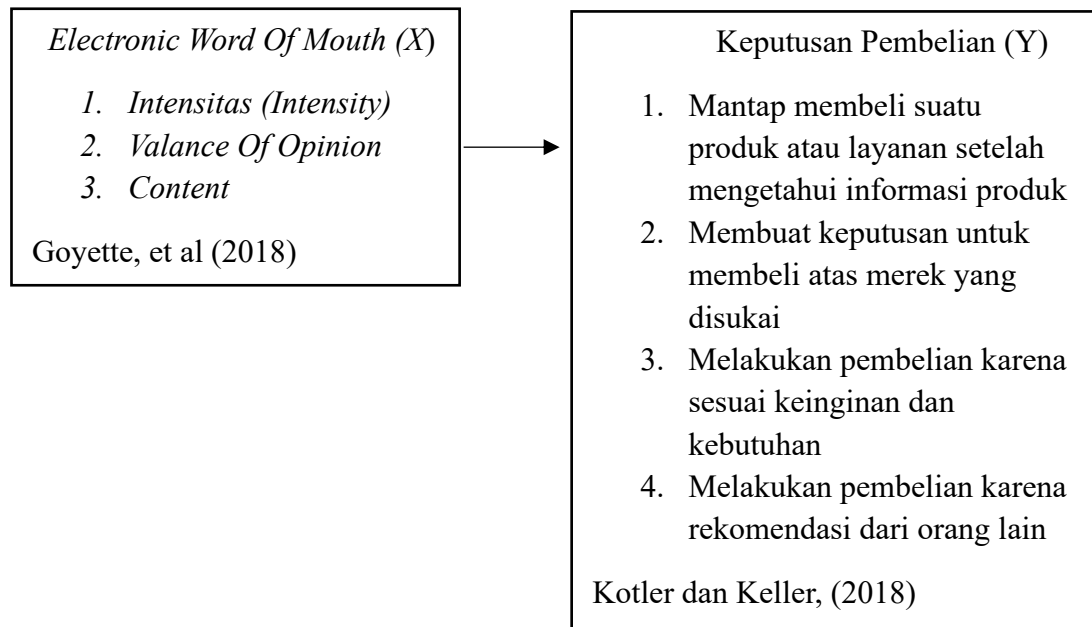 Electronic Word Of Mouth (X)
1. Intensitas (Intensity)
2. Valance Of Opinion
3. Content
Goyette, et al (2018)
Keputusan Pembelian (Y)
1. Mantap membeli suatu
produk atau layanan setelah
mengetahui informasi produk
2. Membuat keputusan untuk
membeli atas merek yang
disukai
3. Melakukan pembelian karena
sesuai keinginan dan
kebutuhan
4. Melakukan pembelian karena
rekomendasi dari orang lain
Kotler dan Keller, (2018)